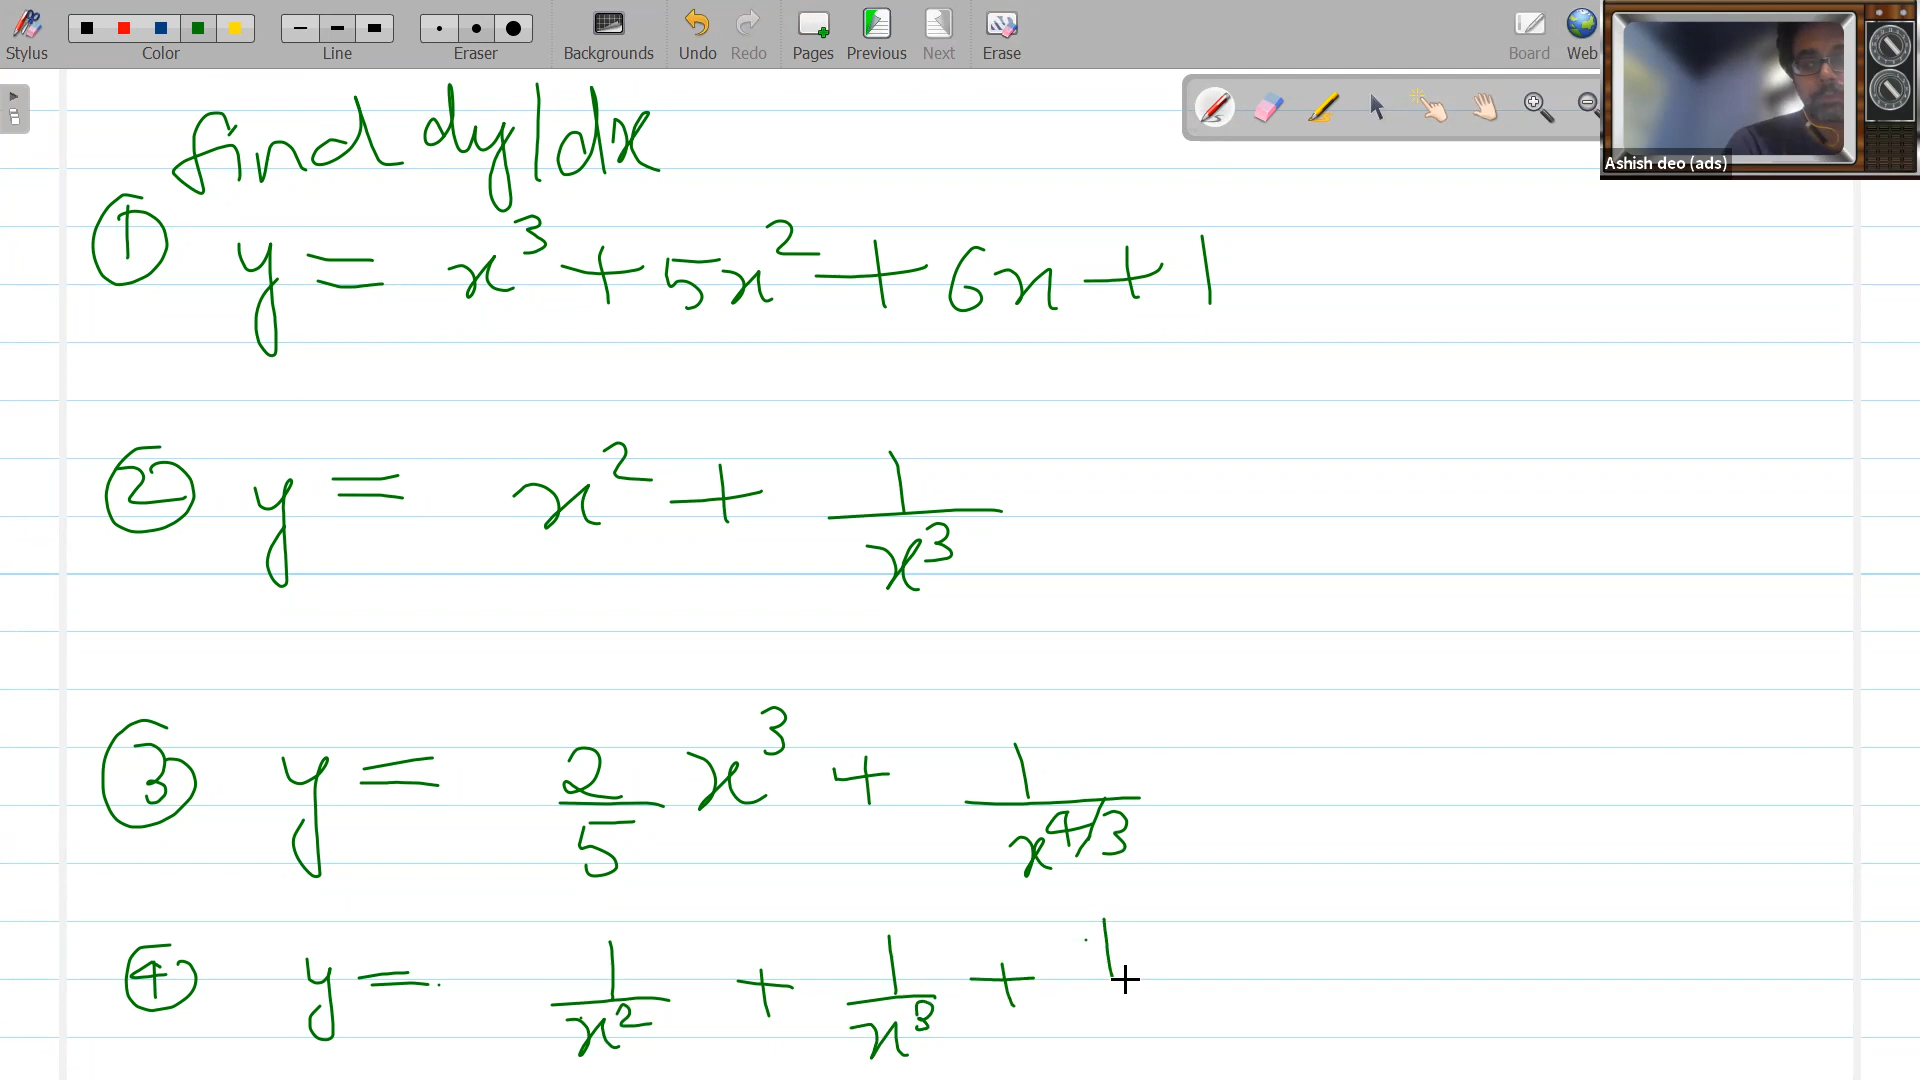 Stylus Color Line Eraser Backgrounds Undo Redo Pages Previous Next Erase Board Web
Ashish deo (ads)
find dy/dx
① y = x³ + 5x² + 6x + 1
② y = x² + 1/x³
③ y = 2/5 x³ + 1/x^4/3
④ y = 1/x² + 1/x³ + 1